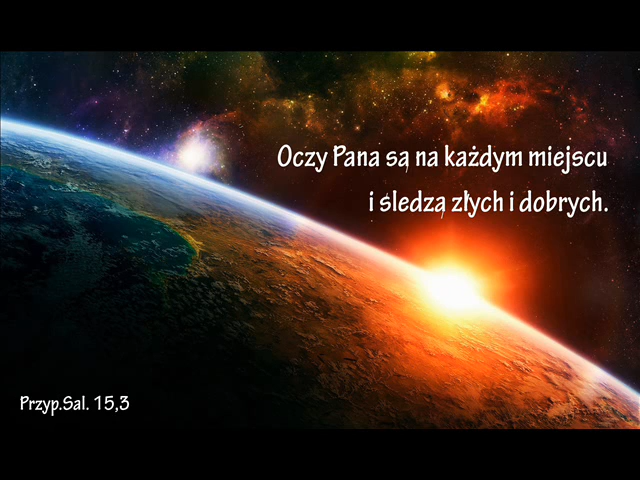 Oczy Pana są na każdym miejscu
i śledzą złych i dobrych.
Przyp.Sal. 15,3